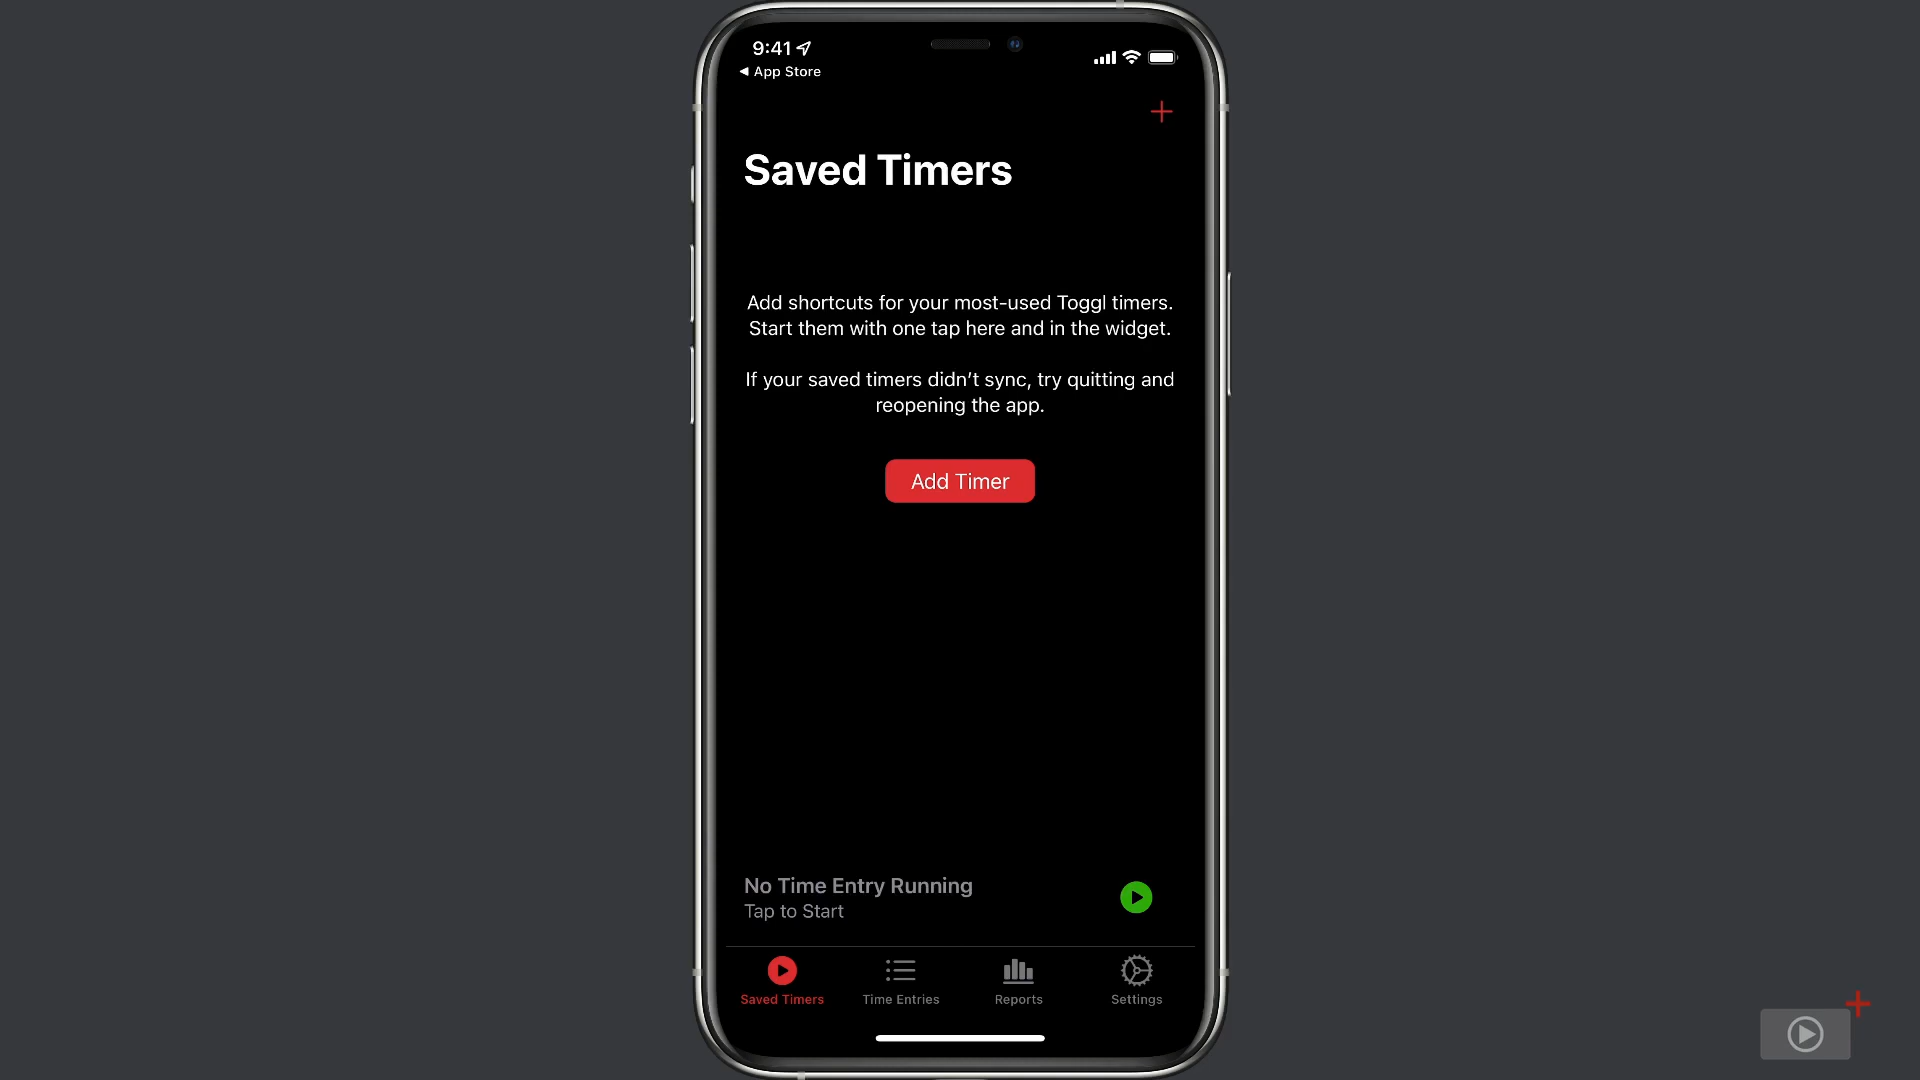 9:41
◀ App Store
Saved Timers
Add shortcuts for your most-used Toggl timers.
Start them with one tap here and in the widget.
If your saved timers didn’t sync, try quitting and
reopening the app.
Add Timer
No Time Entry Running
Tap to Start
Saved Timers
Time Entries
Reports
Settings